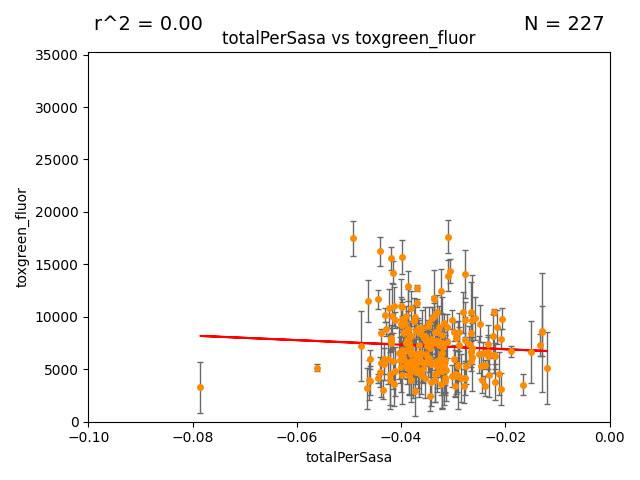 r^2 = 0.00
N = 227
totalPerSasa vs toxgreen_fluor
35000
30000
25000
20000
15000
10000
5000
0
toxgreen_fluor
−0.10
−0.08
−0.06
−0.04
−0.02
0.00
totalPerSasa